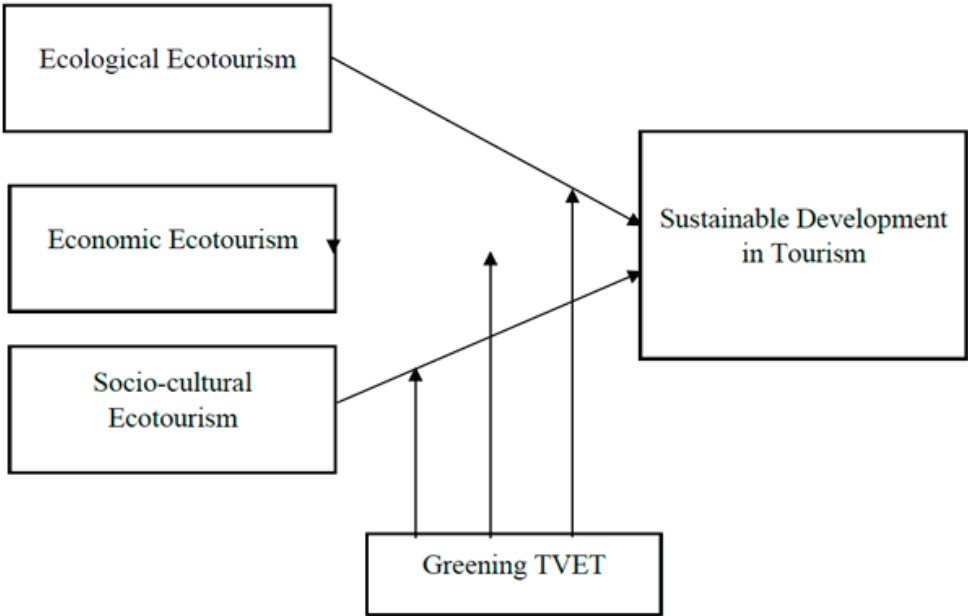 Ecological Ecotourism
Economic Ecotourism
Socio-cultural
Ecotourism
Sustainable Development
in Tourism
Greening TVET